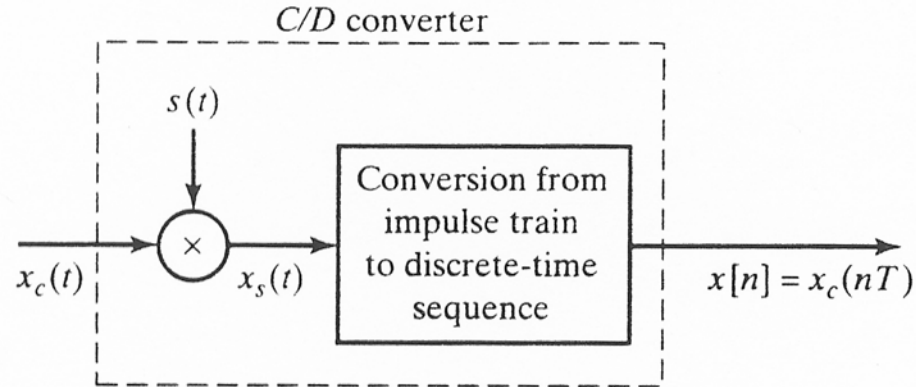 C/D converter
s(t)
×
Conversion from
impulse train
to discrete-time
sequence
x_c(t)
x_s(t)
x[n] = x_c(nT)